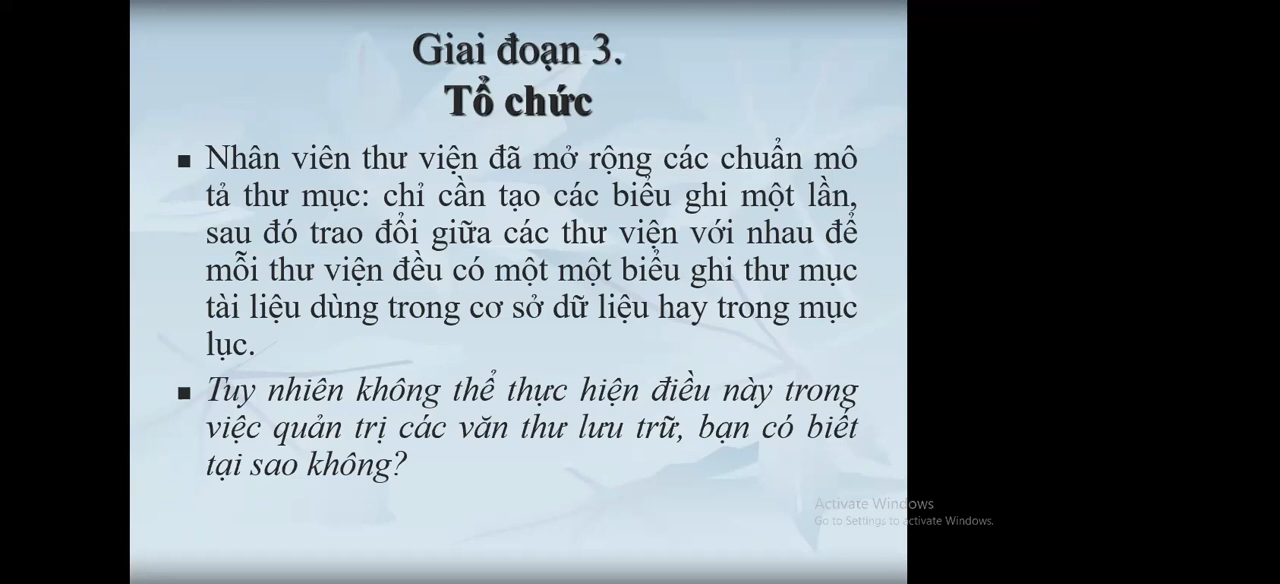 Giai đoạn 3.
Tổ chức
Nhân viên thư viện đã mở rộng các chuẩn mô
tả thư mục: chỉ cần tạo các biểu ghi một lần,
sau đó trao đổi giữa các thư viện với nhau để
mỗi thư viện đều có một một biểu ghi thư mục
tài liệu dùng trong cơ sở dữ liệu hay trong mục
lục.
Tuy nhiên không thể thực hiện điều này trong
việc quản trị các văn thư lưu trữ, bạn có biết
tại sao không?
Activate Windows
Go to Settings to activate Windows.